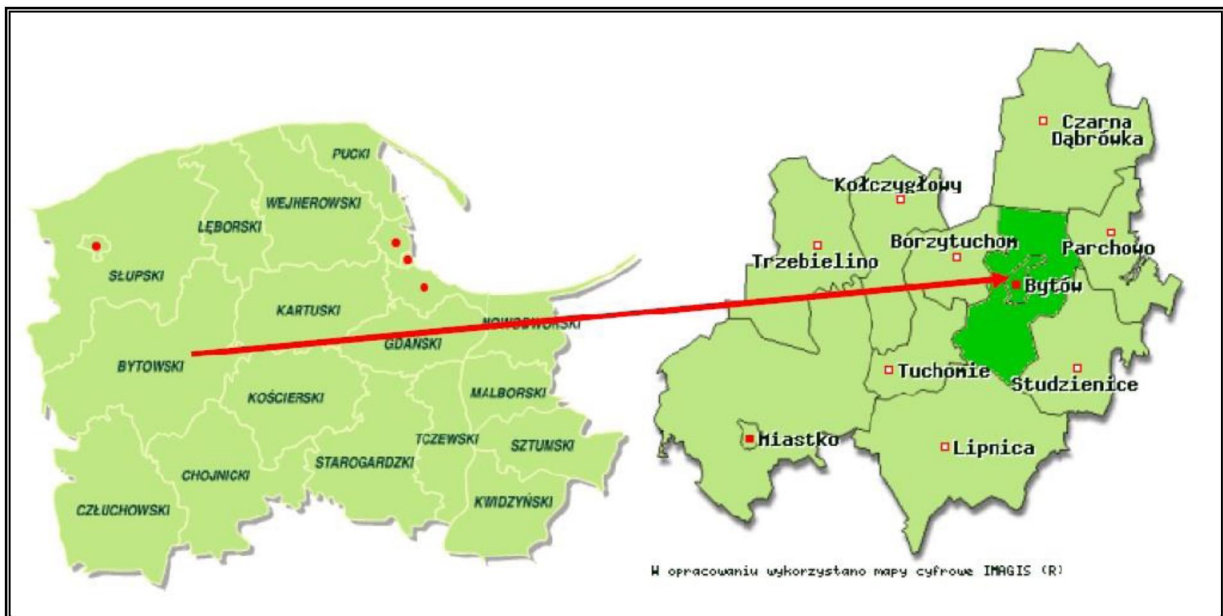 PUCKI
WEJHEROWSKI
LĘBORSKI
SŁUPSKI
KARTUSKI
NOWODWORSKI
GDAŃSKI
BYTOWSKI
KOŚCIERSKI
MALBORSKI
TCZEWSKI
SZTUMSKI
STAROGARDZKI
CHOJNICKI
KWIDZYŃSKI
CZŁUCHOWSKI
Czarna
Dąbrówka
Kołczygłowy
Borzytuchom
Parchowo
Trzebielino
Bytów
Tuchomie
Studzienice
Miastko
Lipnica
W opracowaniu wykorzystano mapy cyfrowe IMAGIS (R)